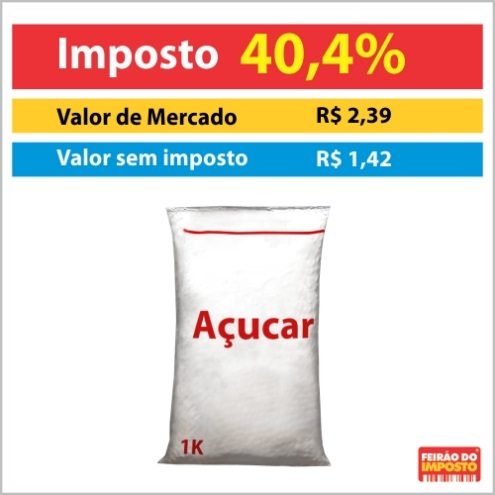 Imposto 40,4%
Valor de Mercado R$ 2,39
Valor sem imposto R$ 1,42
Açucar
1K
FEIRÃO DO
IMPOSTO